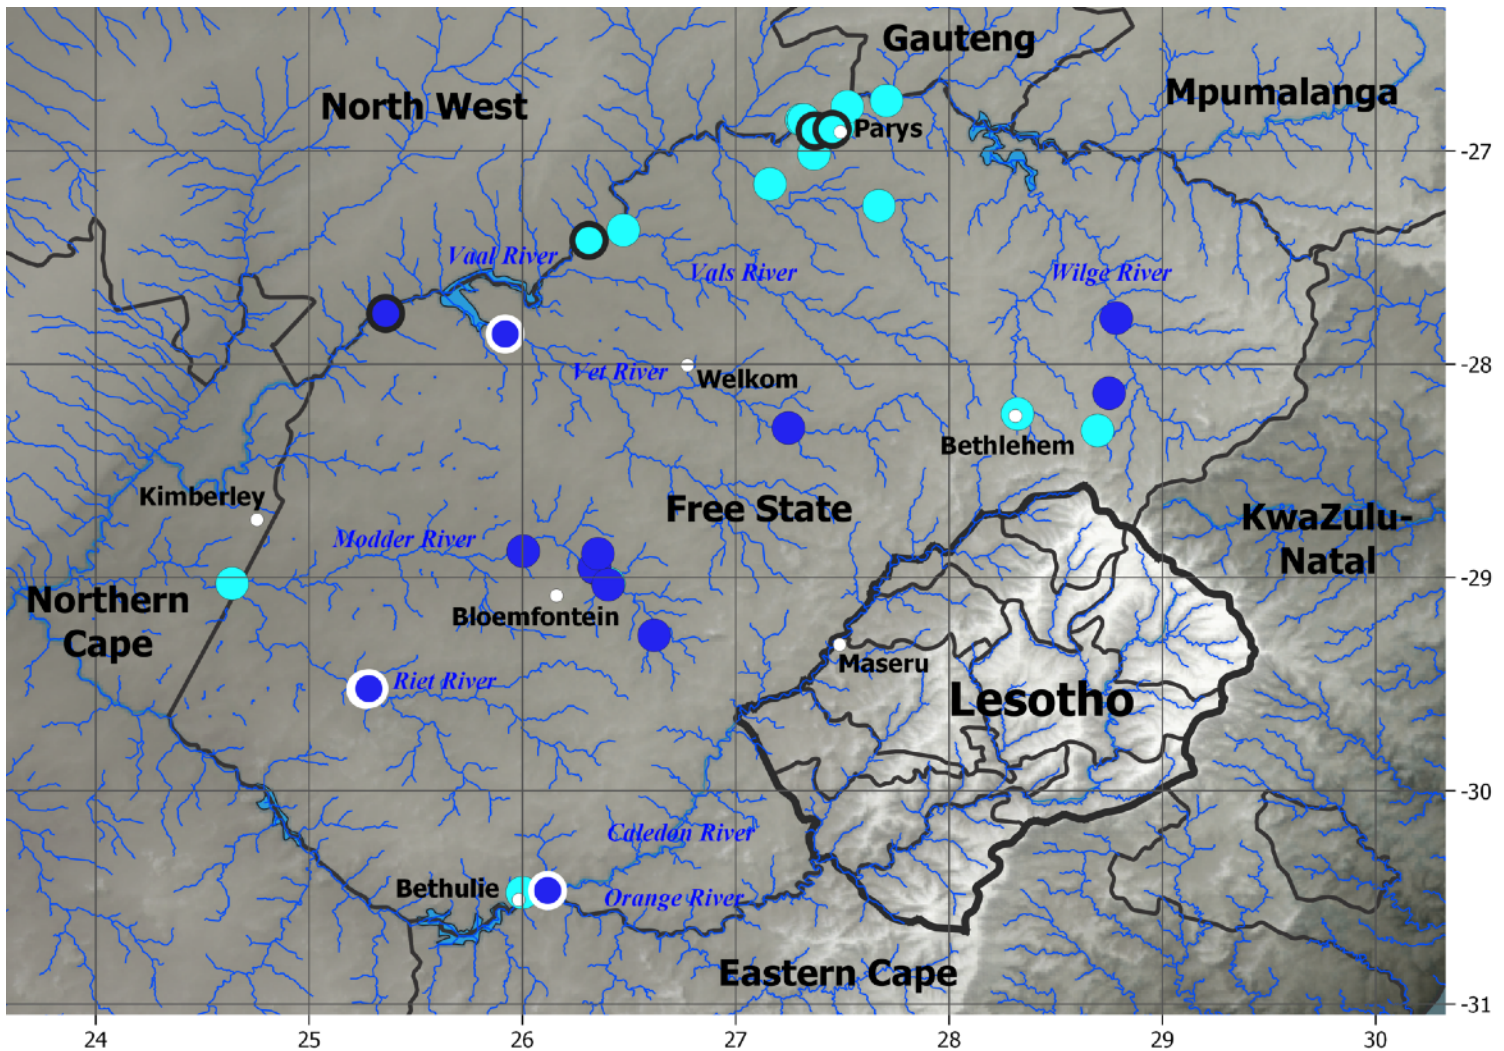 Gauteng
Mpumalanga
North West
Parys
-27
Vaal River
Vals River
Wilge River
-28
Vet River
Welkom
Bethlehem
Kimberley
Free State
KwaZulu-
Natal
Modder River
-29
Northern
Cape
Bloemfontein
Maseru
Riet River
Lesotho
-30
Caledon River
Bethulie
Orange River
Eastern Cape
-31
24 25 26 27 28 29 30